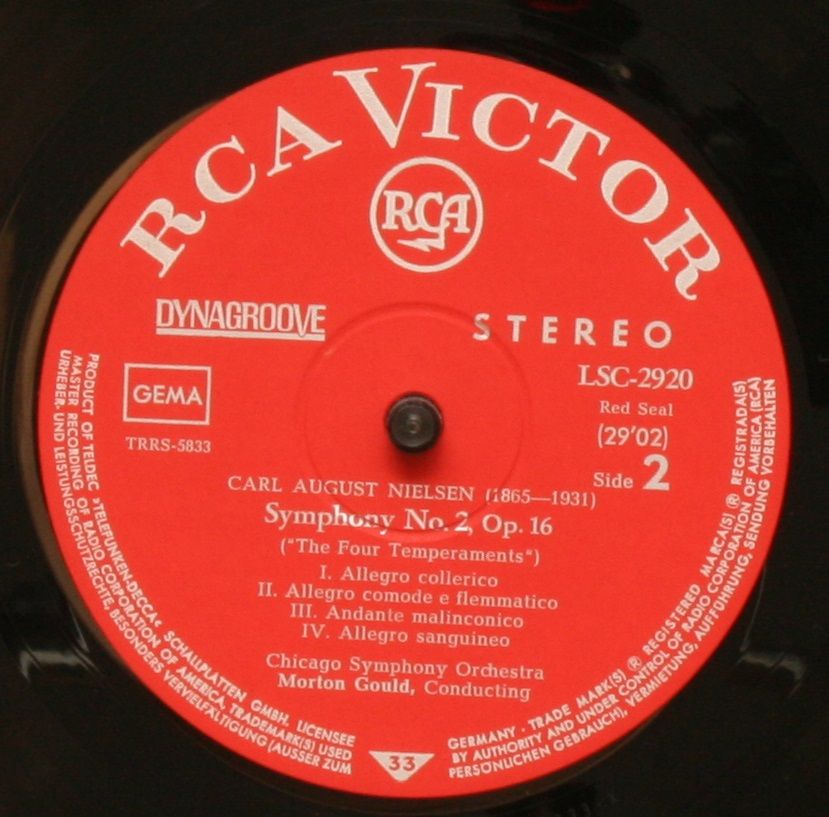 RCA VICTOR
RCA
DYNAGROOVE
STEREO
GEMA
TRRS-5833
LSC-2920
Red Seal
(29'02)
Side 2
CARL AUGUST NIELSEN (1865—1931)
Symphony No. 2, Op. 16
("The Four Temperaments")
I. Allegro collerico
II. Allegro comode e flemmatico
III. Andante malinconico
IV. Allegro sanguineo
Chicago Symphony Orchestra
Morton Gould, Conducting
33
PRODUCT OF TELDEC »TELEFUNKEN-DECCA« SCHALLPLATTEN GMBH. LICENSEE
MASTER RECORDING OF RADIO CORPORATION OF AMERICA, TRADEMARK(S) USED
URHEBER- UND LEISTUNGSSCHUTZRECHTE, BESONDERS VERVIELFÄLTIGUNG (AUSSER ZUM
GERMANY · TRADE MARK(S) ® REGISTERED MARCA(S) ® REGISTRADA(S)
BY AUTHORITY AND UNDER CONTROL OF RADIO CORPORATION OF AMERICA (RCA)
PERSÖNLICHEN GEBRAUCH), VERMIETUNG, AUFFÜHRUNG, SENDUNG VORBEHALTEN